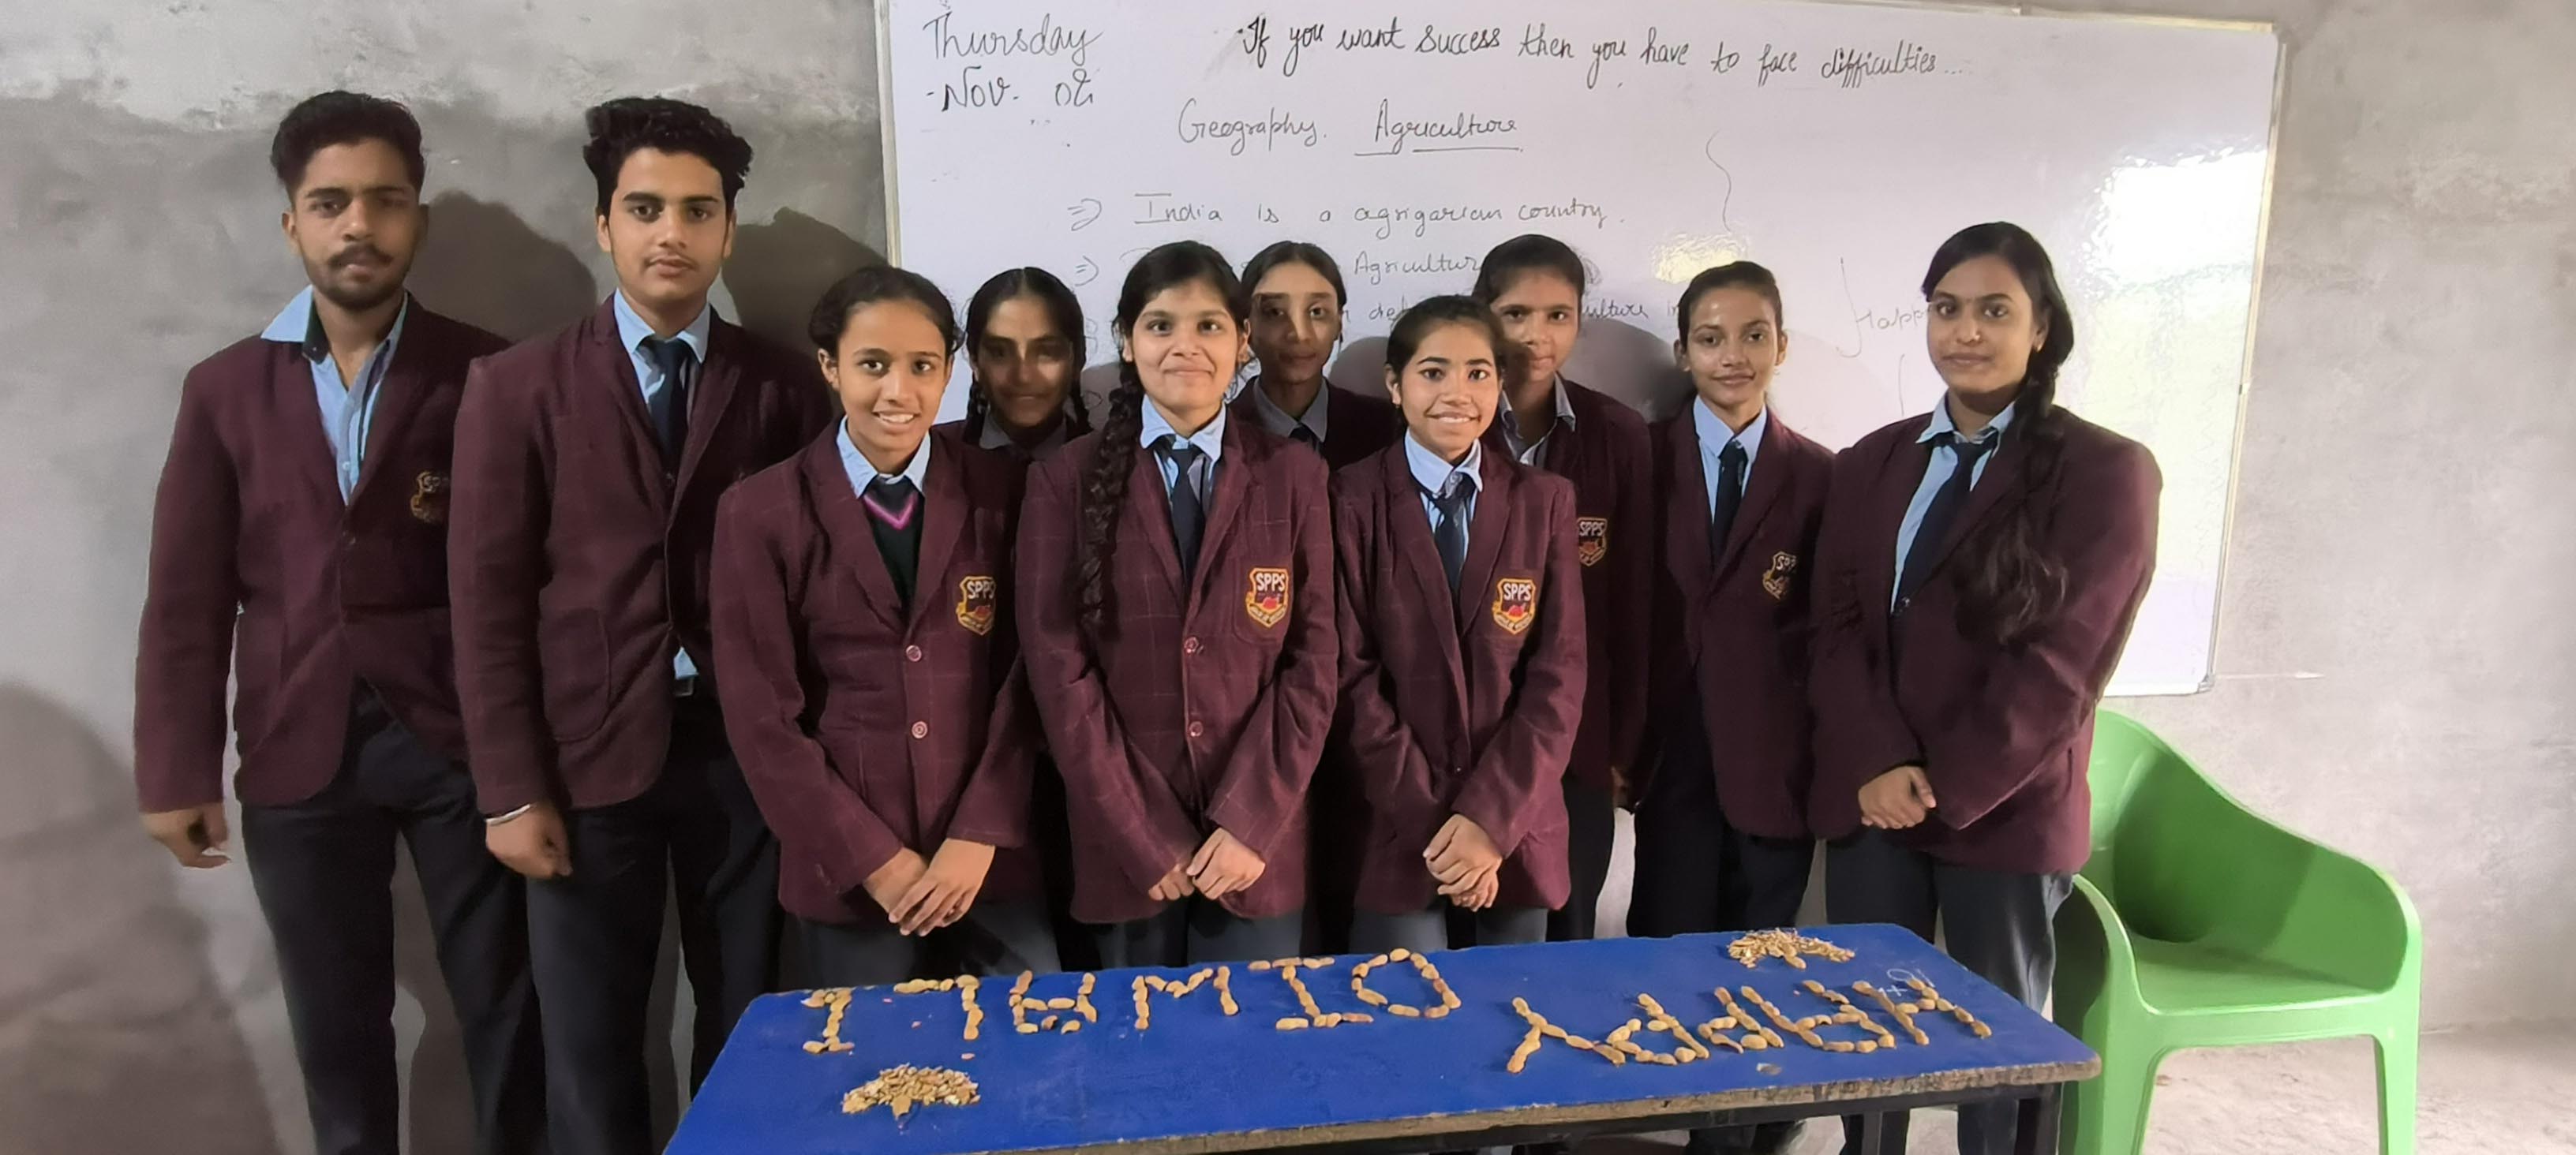 Thursday
Nov. 02
If you want success then you have to face difficulties ...
Geography. Agriculture
⇒ India is a agrigarian country.
⇒ Agricultur
Happ
SPPS
SPPS
SPPS
SPPS
HAPPY
DIWALI